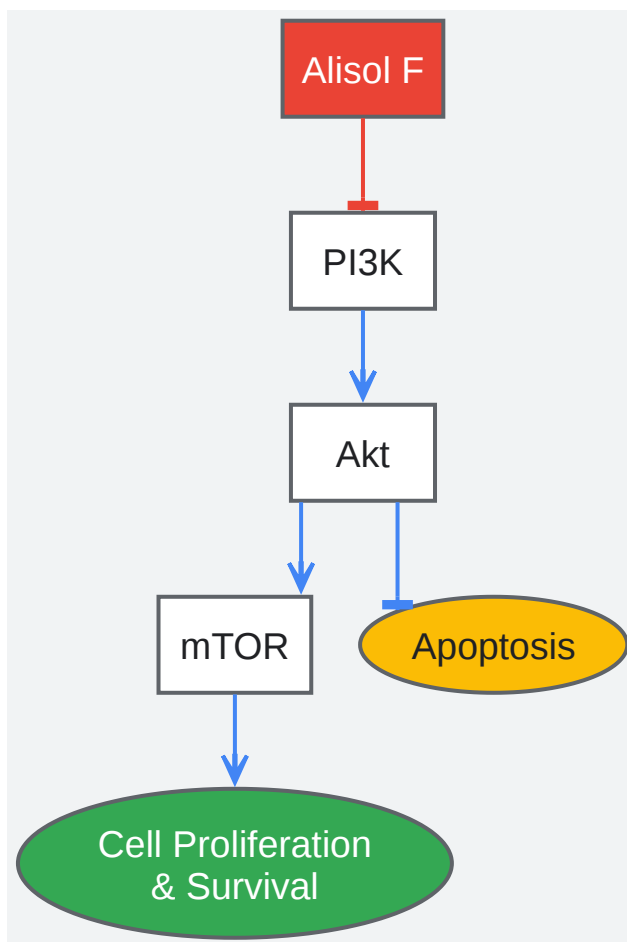 Alisol F
PI3K
Akt
mTOR
Apoptosis
Cell Proliferation
& Survival